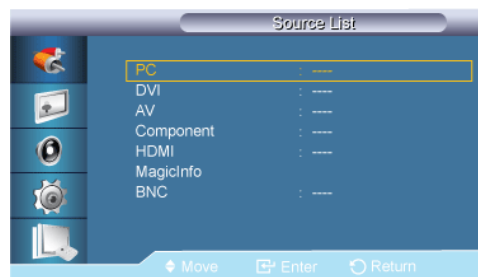 Source List
PC : ----
DVI : ----
AV : ----
Component : ----
HDMI : ----
MagicInfo
BNC : ----
Move Enter Return